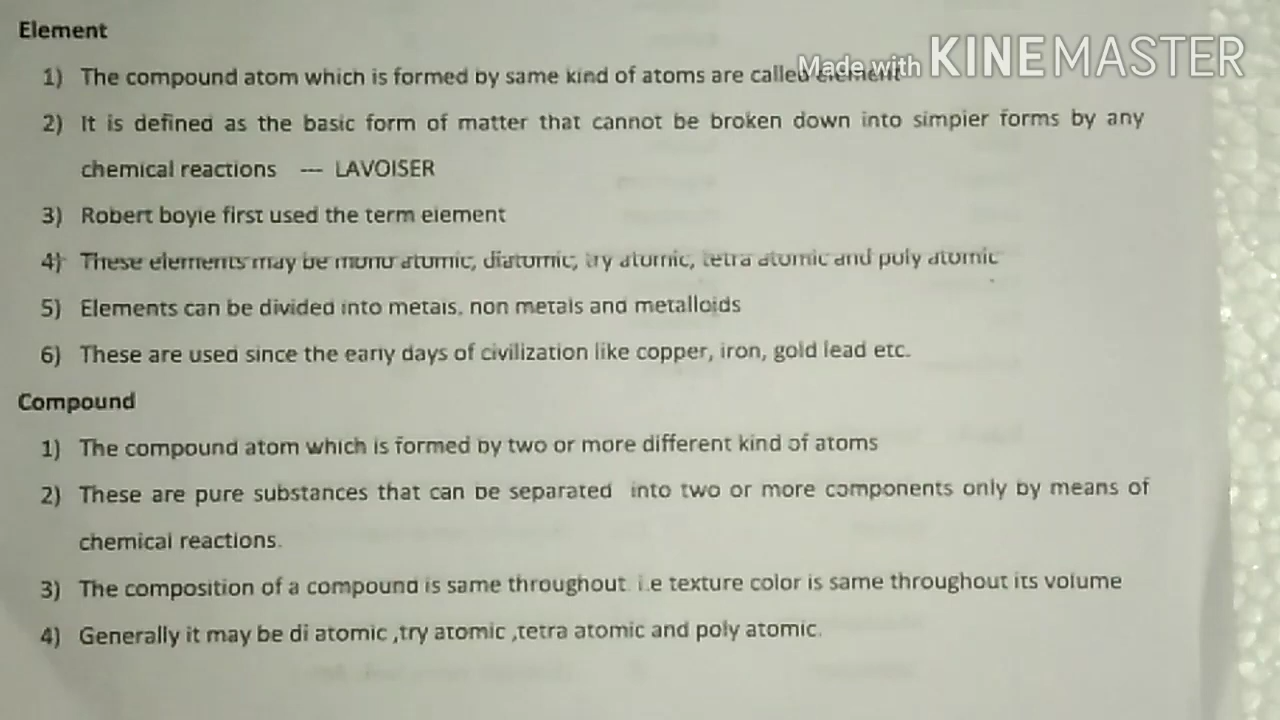 Element
Made with KINEMASTER
1) The compound atom which is formed by same kind of atoms are called element
2) It is defined as the basic form of matter that cannot be broken down into simpler forms by any
chemical reactions --- LAVOISER
3) Robert boyle first used the term element
4) These elements may be mono atomic, diatomic, try atomic, tetra atomic and poly atomic
5) Elements can be divided into metals, non metals and metalloids
6) These are used since the early days of civilization like copper, iron, gold lead etc.
Compound
1) The compound atom which is formed by two or more different kind of atoms
2) These are pure substances that can be separated into two or more components only by means of
chemical reactions.
3) The composition of a compound is same throughout i.e texture color is same throughout its volume
4) Generally it may be di atomic ,try atomic ,tetra atomic and poly atomic.